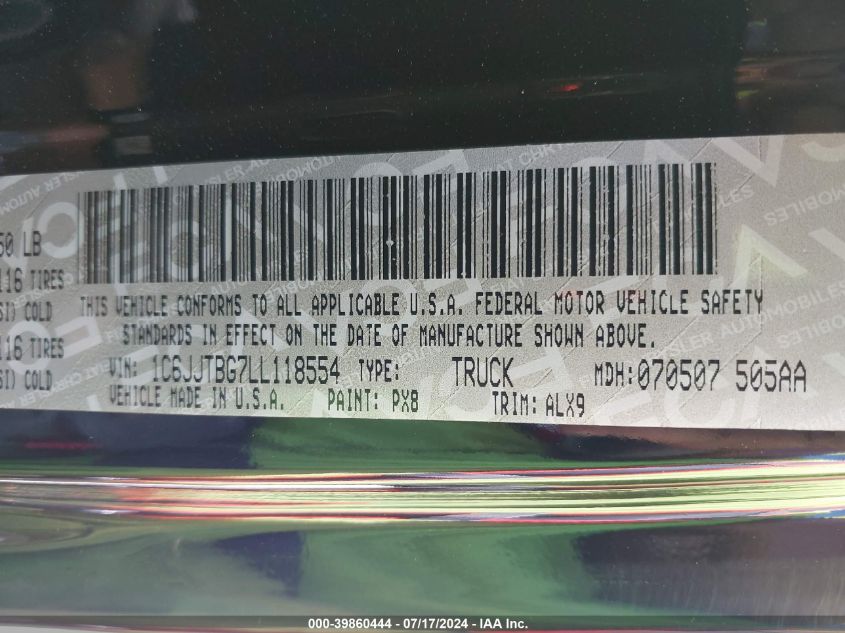 50 LB
116 TIRES
SI) COLD
116 TIRES
SI) COLD
THIS VEHICLE CONFORMS TO ALL APPLICABLE U.S.A. FEDERAL MOTOR VEHICLE SAFETY
STANDARDS IN EFFECT ON THE DATE OF MANUFACTURE SHOWN ABOVE.
VIN: 1C6JJTBG7LL118554 TYPE: TRUCK MDH: 070507 505AA
VEHICLE MADE IN U.S.A. PAINT: PX8 TRIM: ALX9
000-39860444 - 07/17/2024 - IAA Inc.